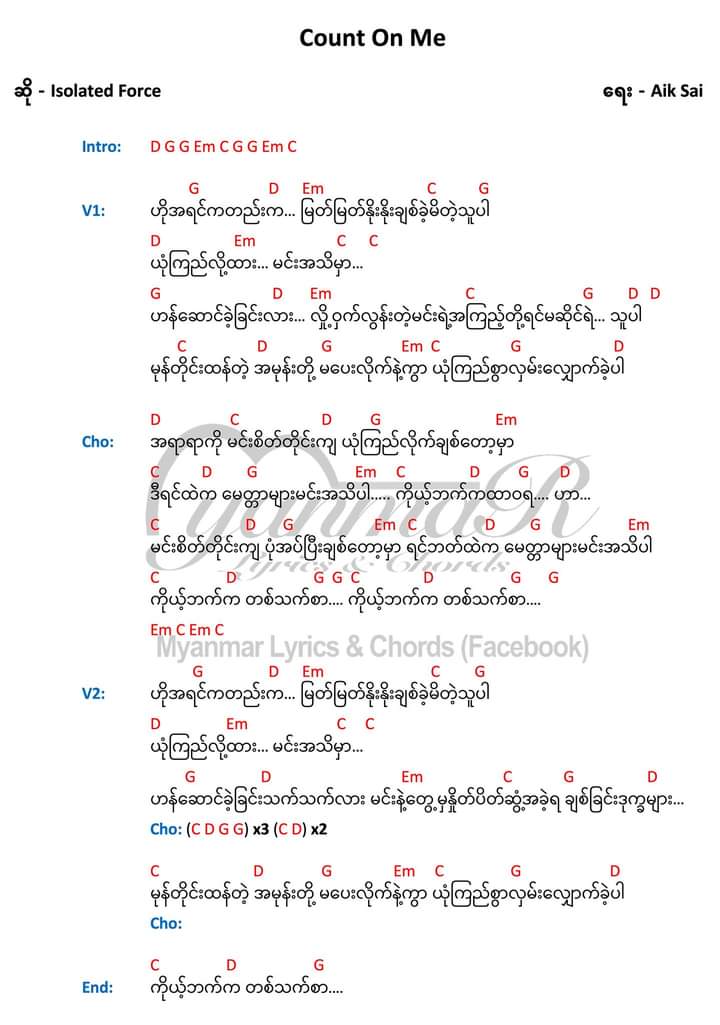 Count On Me
ဆို - Isolated Force ရေး - Aik Sai
Intro: D G G Em C G G Em C
G D Em C G
V1: ဟိုအရင်ကတည်းက... မြတ်မြတ်နိုးနိုးချစ်ခဲ့မိတဲ့သူပါ
D Em C C
ယုံကြည်လို့ထား... မင်းအသိမှာ...
G D Em C G D D
ဟန်ဆောင်ခဲ့ခြင်းလား... လှို့ဝှက်လွန်းတဲ့မင်းရဲ့အကြည့်တို့ရင်မဆိုင်ရဲ... သူပါ
C D G Em C G D
မုန်တိုင်းထန်တဲ့ အမုန်းတို့ မပေးလိုက်နဲ့ကွာ ယုံကြည်စွာလှမ်းလျှောက်ခဲ့ပါ
D C D G Em
Cho: အရာရာကို မင်းစိတ်တိုင်းကျ ယုံကြည်လိုက်ချစ်တော့မှာ
C D G Em C D G D
ဒီရင်ထဲက မေတ္တာများမင်းအသိပါ..... ကိုယ့်ဘက်ကထာဝရ.... ဟာ...
C D G Em C D G Em
မင်းစိတ်တိုင်းကျ ပုံအပ်ပြီးချစ်တော့မှာ ရင်ဘတ်ထဲက မေတ္တာများမင်းအသိပါ
C D G G C D G G
ကိုယ့်ဘက်က တစ်သက်စာ.... ကိုယ့်ဘက်က တစ်သက်စာ....
Em C Em C
yanmaR
Lyrics & Chords
Myanmar Lyrics & Chords (Facebook)
G D Em C G
V2: ဟိုအရင်ကတည်းက... မြတ်မြတ်နိုးနိုးချစ်ခဲ့မိတဲ့သူပါ
D Em C C
ယုံကြည်လို့ထား... မင်းအသိမှာ...
G D Em C G D
ဟန်ဆောင်ခဲ့ခြင်းသက်သက်လား မင်းနဲ့တွေ့မှနှိုတ်ပိတ်ဆွံ့အခဲ့ရ ချစ်ခြင်းဒုက္ခများ...
Cho: (C D G G) x3 (C D) x2
C D G Em C G D
မုန်တိုင်းထန်တဲ့ အမုန်းတို့ မပေးလိုက်နဲ့ကွာ ယုံကြည်စွာလှမ်းလျှောက်ခဲ့ပါ
Cho:
C D G
End: ကိုယ့်ဘက်က တစ်သက်စာ....